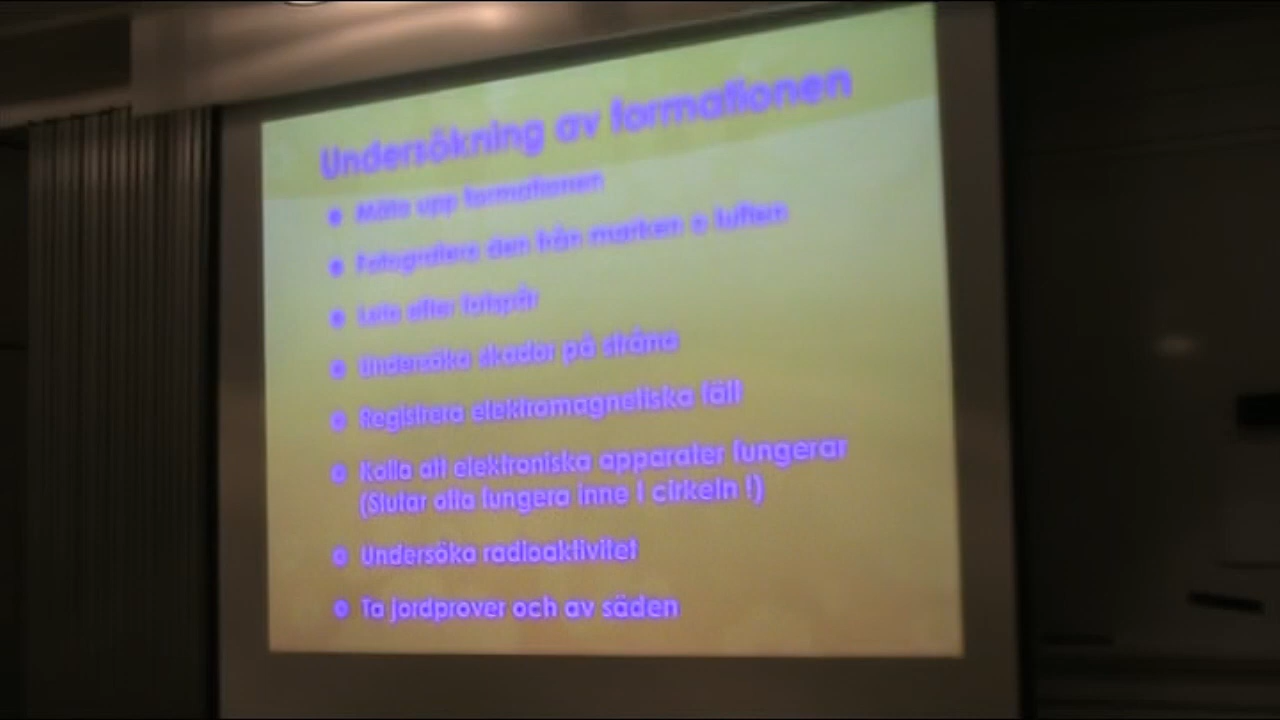 Undersökning av formationen
Mäta upp formationen
Fotografera den från marken o luften
Leta efter fotspår
Undersöka skador på stråna
Registrera elektromagnetiska fält
Kolla att elektroniska apparater fungerar
(Slutar ofta fungera inne i cirkeln !)
Undersöka radioaktivitet
Ta jordprover och av säden